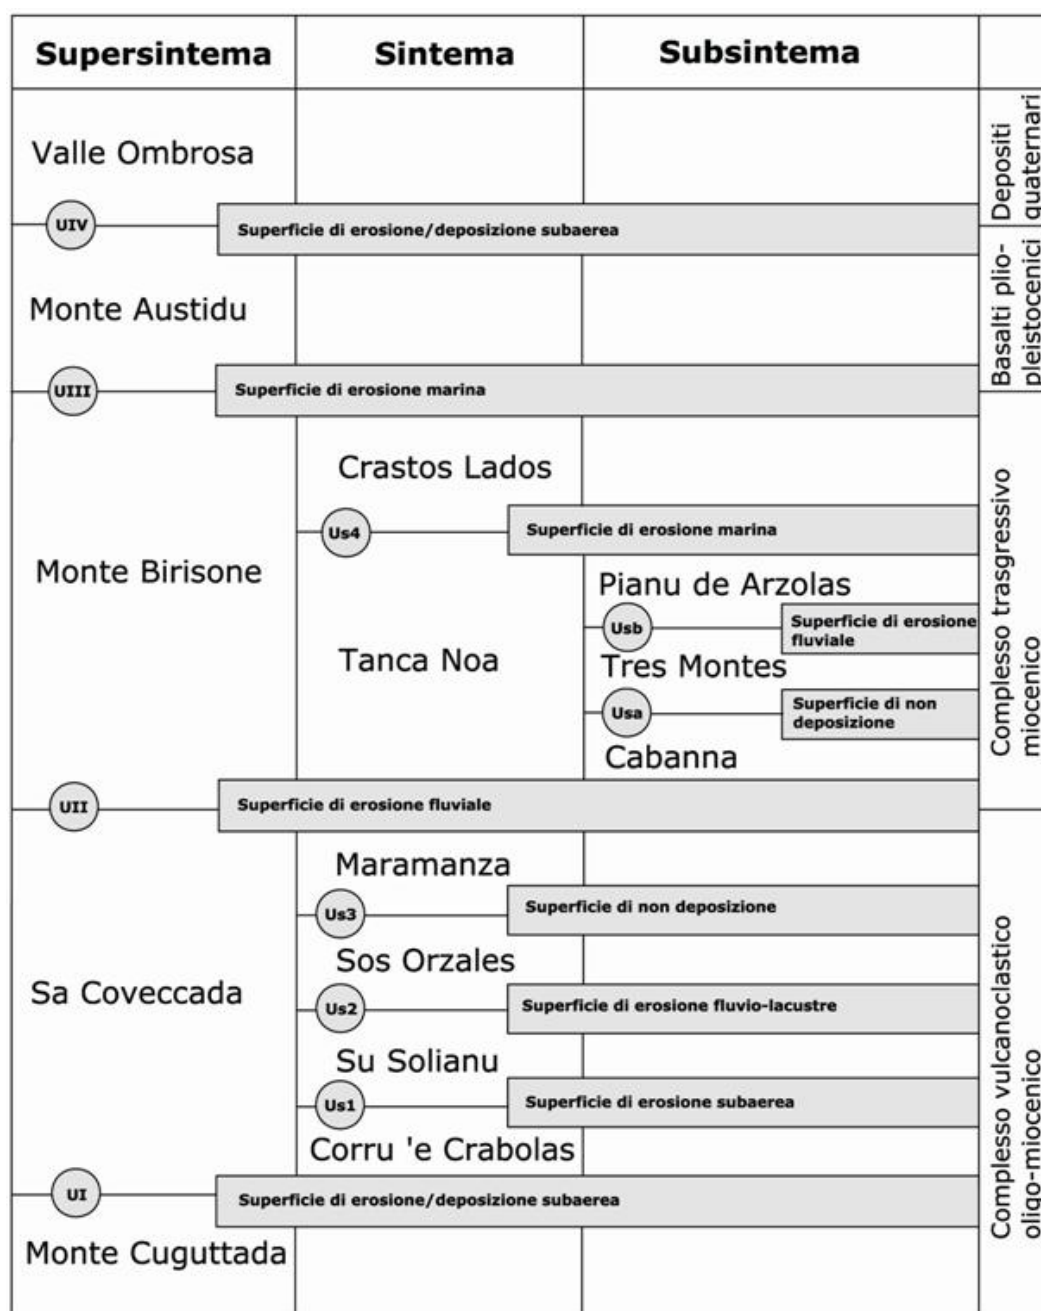 Supersintema
Sintema
Subsintema
Valle Ombrosa
Depositi
quaternari
UIV
Superficie di erosione/deposizione subaerea
Monte Austidu
Basalti plio-
pleistocenici
UIII
Superficie di erosione marina
Crastos Lados
Us4
Superficie di erosione marina
Monte Birisone
Pianu de Arzolas
Usb
Superficie di erosione
fluviale
Tanca Noa
Tres Montes
Usa
Superficie di non
deposizione
Cabanna
Complesso trasgressivo
miocenico
UII
Superficie di erosione fluviale
Maramanza
Us3
Superficie di non deposizione
Sos Orzales
Sa Coveccada
Us2
Superficie di erosione fluvio-lacustre
Su Solianu
Us1
Superficie di erosione subaerea
Corru 'e Crabolas
Complesso vulcanoclastico
oligo-miocenico
UI
Superficie di erosione/deposizione subaerea
Monte Cuguttada